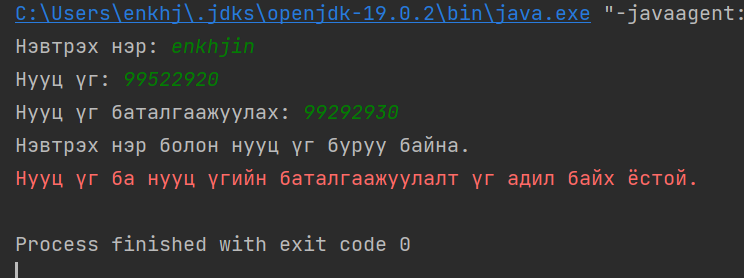 C:\Users\enkhj\.jdks\openjdk-19.0.2\bin\java.exe "-javaagent:
Нэвтрэх нэр: enkhjin
Нууц үг: 99522920
Нууц үг баталгаажуулах: 99292930
Нэвтрэх нэр болон нууц үг буруу байна.
Нууц үг ба нууц үгийн баталгаажуулалт үг адил байх ёстой.
Process finished with exit code 0